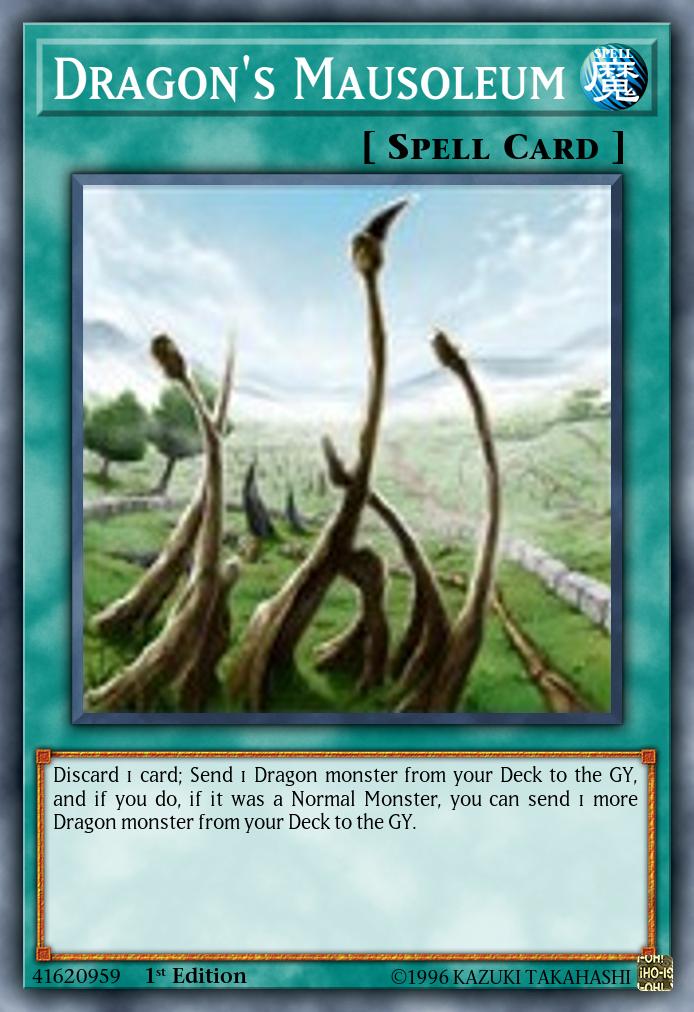 Dragon's Mausoleum
SPELL
魔
[ Spell Card ]
Discard 1 card; Send 1 Dragon monster from your Deck to the GY,
and if you do, if it was a Normal Monster, you can send 1 more
Dragon monster from your Deck to the GY.
41620959 1st Edition ©1996 KAZUKI TAKAHASHI